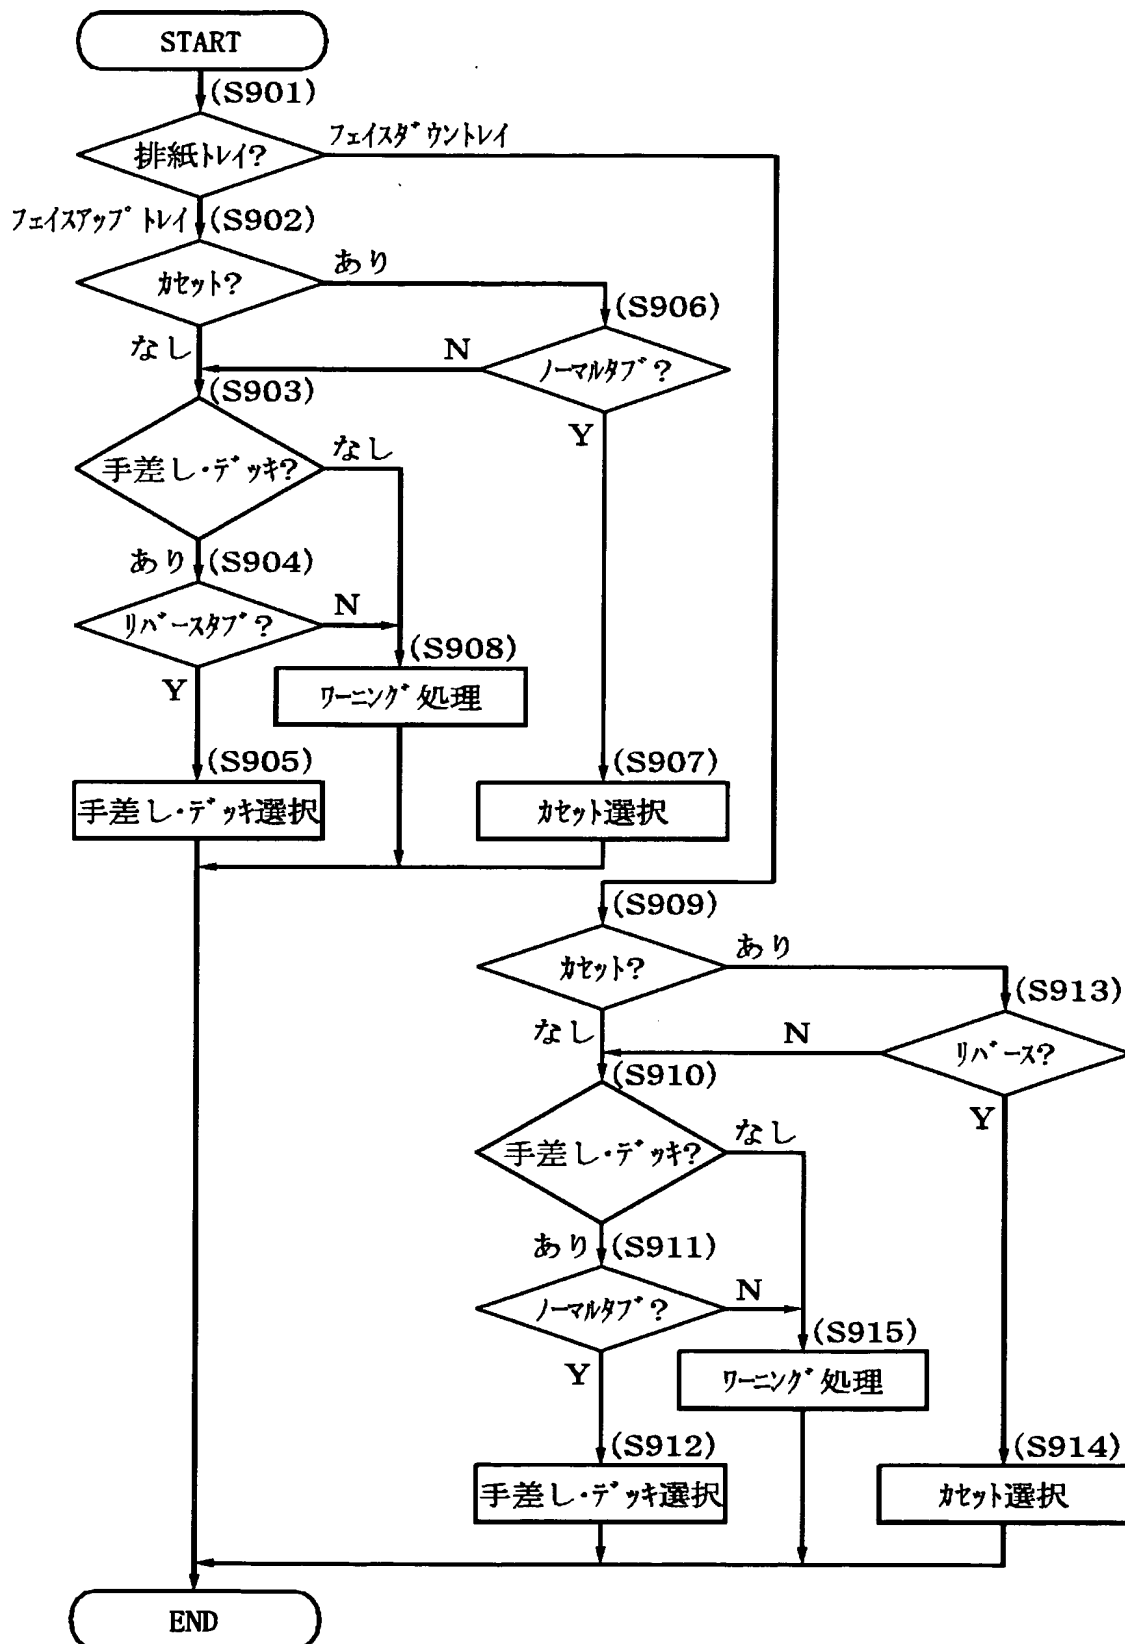 START
(S901)
排紙トレイ?
フェイスダウントレイ
フェイスアップトレイ
(S902)
カセット?
あり
(S906)
なし
N
ノーマルタブ?
(S903)
Y
手差し・デッキ?
なし
あり
(S904)
リバースタブ?
N
(S908)
Y
ワーニング処理
(S905)
(S907)
手差し・デッキ選択
カセット選択
(S909)
カセット?
あり
(S913)
なし
N
リバース?
(S910)
Y
手差し・デッキ?
なし
あり
(S911)
ノーマルタブ?
N
(S915)
Y
ワーニング処理
(S912)
(S914)
手差し・デッキ選択
カセット選択
END